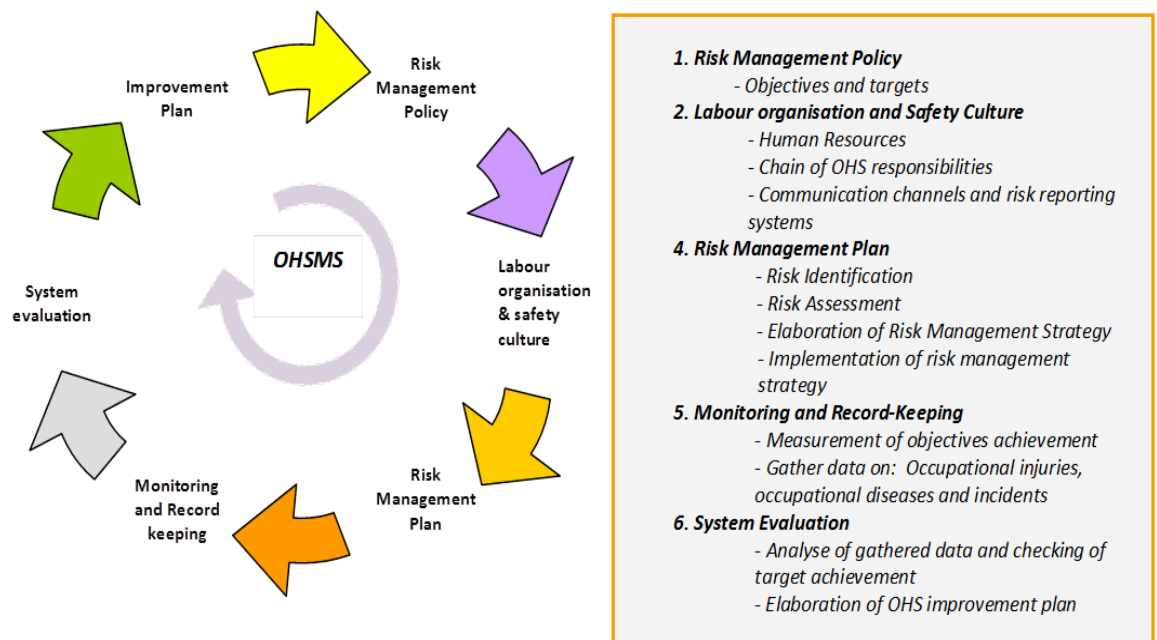 Improvement
Plan
Risk
Management
Policy
OHSMS
Labour
organisation
& safety
culture
System
evaluation
Risk
Management
Plan
Monitoring
and Record
keeping
1. Risk Management Policy
- Objectives and targets
2. Labour organisation and Safety Culture
- Human Resources
- Chain of OHS responsibilities
- Communication channels and risk reporting
systems
4. Risk Management Plan
- Risk Identification
- Risk Assessment
- Elaboration of Risk Management Strategy
- Implementation of risk management
strategy
5. Monitoring and Record-Keeping
- Measurement of objectives achievement
- Gather data on: Occupational injuries,
occupational diseases and incidents
6. System Evaluation
- Analyse of gathered data and checking of
target achievement
- Elaboration of OHS improvement plan